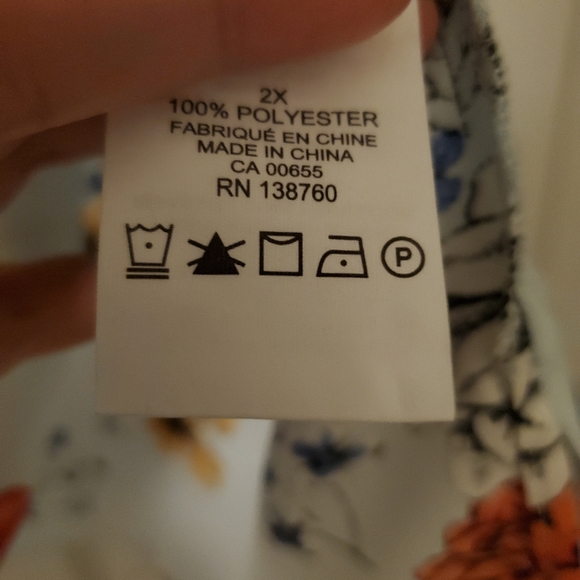 2X
100% POLYESTER
FABRIQUÉ EN CHINE
MADE IN CHINA
CA 00655
RN 138760
P